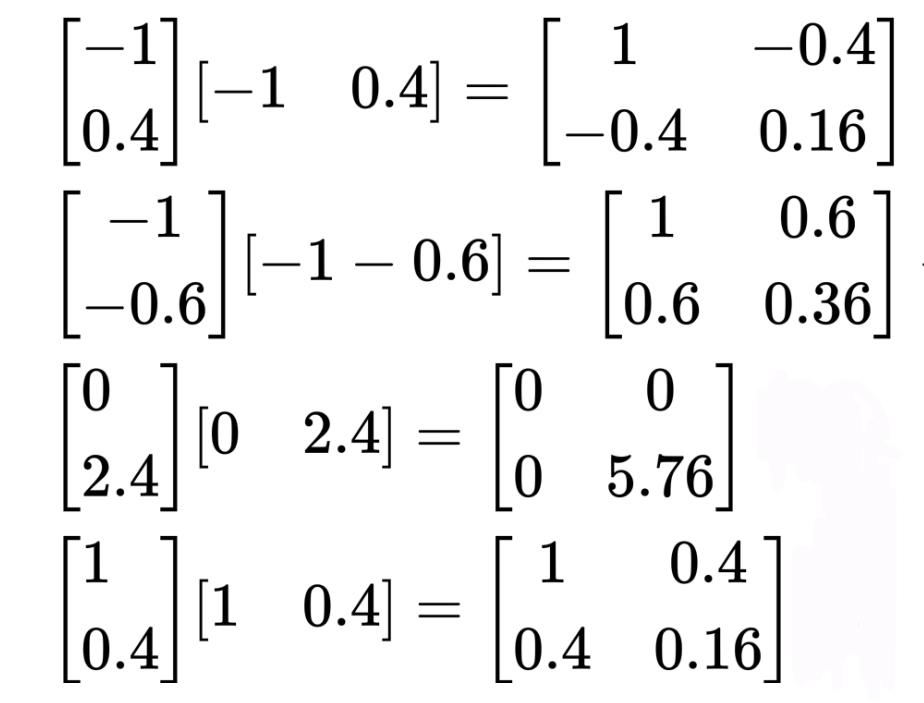 [−1; 0.4] [−1 0.4] = [1 −0.4; −0.4 0.16]
[−1; −0.6] [−1 − 0.6] = [1 0.6; 0.6 0.36]
[0; 2.4] [0 2.4] = [0 0; 0 5.76]
[1; 0.4] [1 0.4] = [1 0.4; 0.4 0.16]